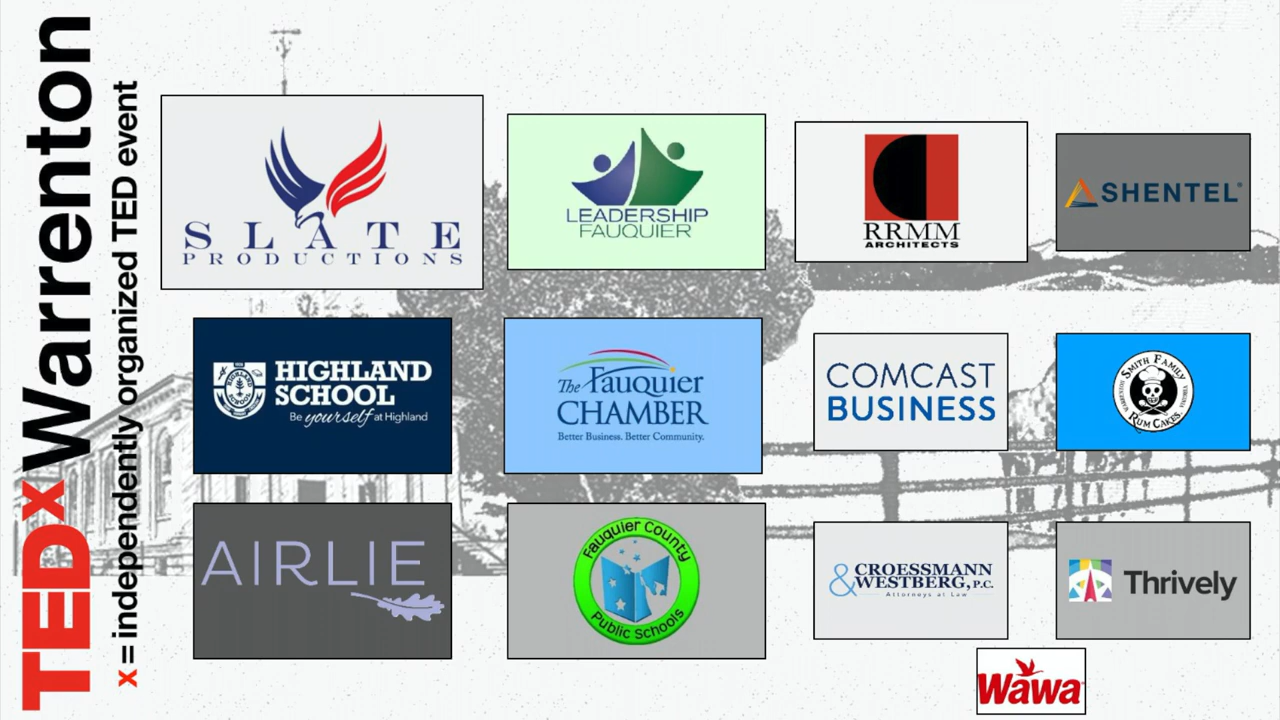 TEDxWarrenton
x = independently organized TED event
SLATE
PRODUCTIONS
LEADERSHIP
FAUQUIER
RRMM
ARCHITECTS
SHENTEL®
HIGHLAND
SCHOOL
HIGHLAND
SCHOOL
Be yourself at Highland
The Fauquier
CHAMBER
Better Business. Better Community.
COMCAST
BUSINESS
SMITH FAMILY
RUM CAKES
AIRLIE
Fauquier County
Public Schools
& CROESSMANN
WESTBERG, P.C.
Attorneys at Law
Thrively
Wawa